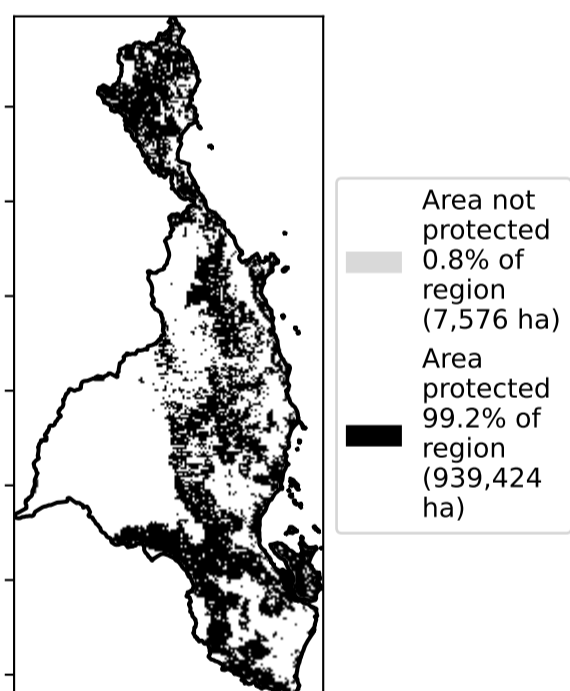 Area not
protected
0.8% of
region
(7,576 ha)
Area
protected
99.2% of
region
(939,424
ha)